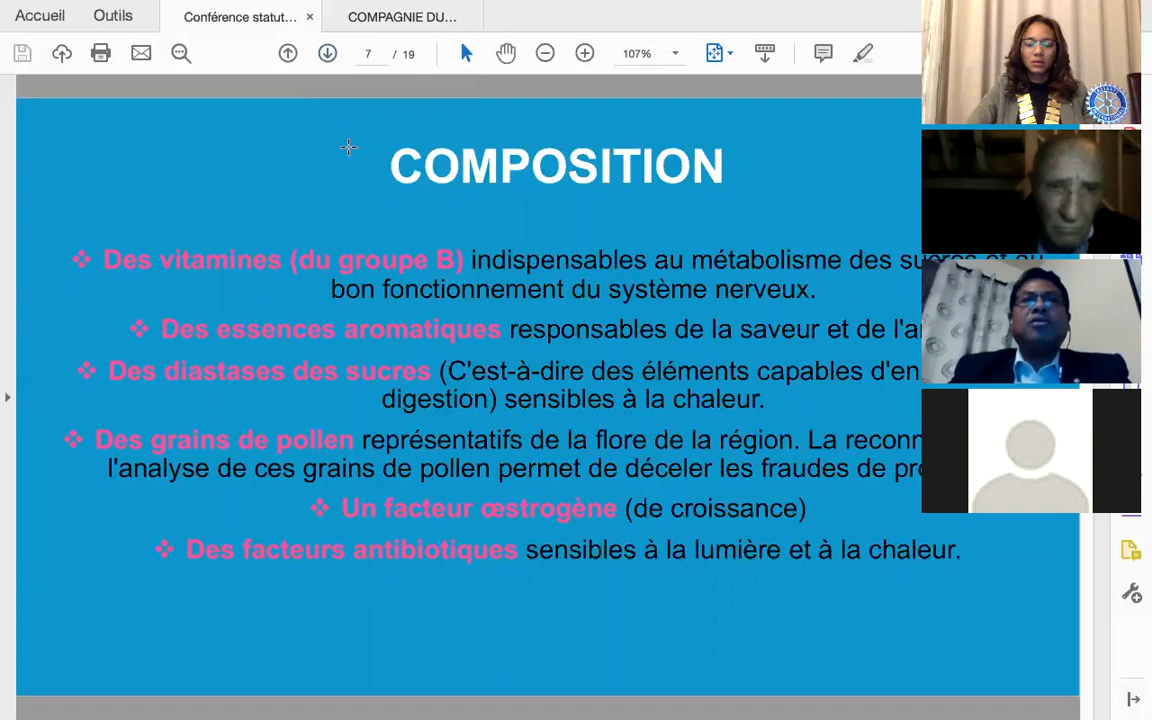 Accueil
Outils
Conférence statut... ×
COMPAGNIE DU...
7 / 19
107%
COMPOSITION
❖ Des vitamines (du groupe B) indispensables au métabolisme des sucres et au
bon fonctionnement du système nerveux.
❖ Des essences aromatiques responsables de la saveur et de
❖ Des diastases des sucres (C'est-à-dire des éléments capables
digestion) sensibles à la chaleur.
❖ Des grains de pollen représentatifs de la flore de la région. La
l'analyse de ces grains de pollen permet de déceler les fraudes de
❖ Un facteur œstrogène (de croissance)
❖ Des facteurs antibiotiques sensibles à la lumière et à la chaleur.